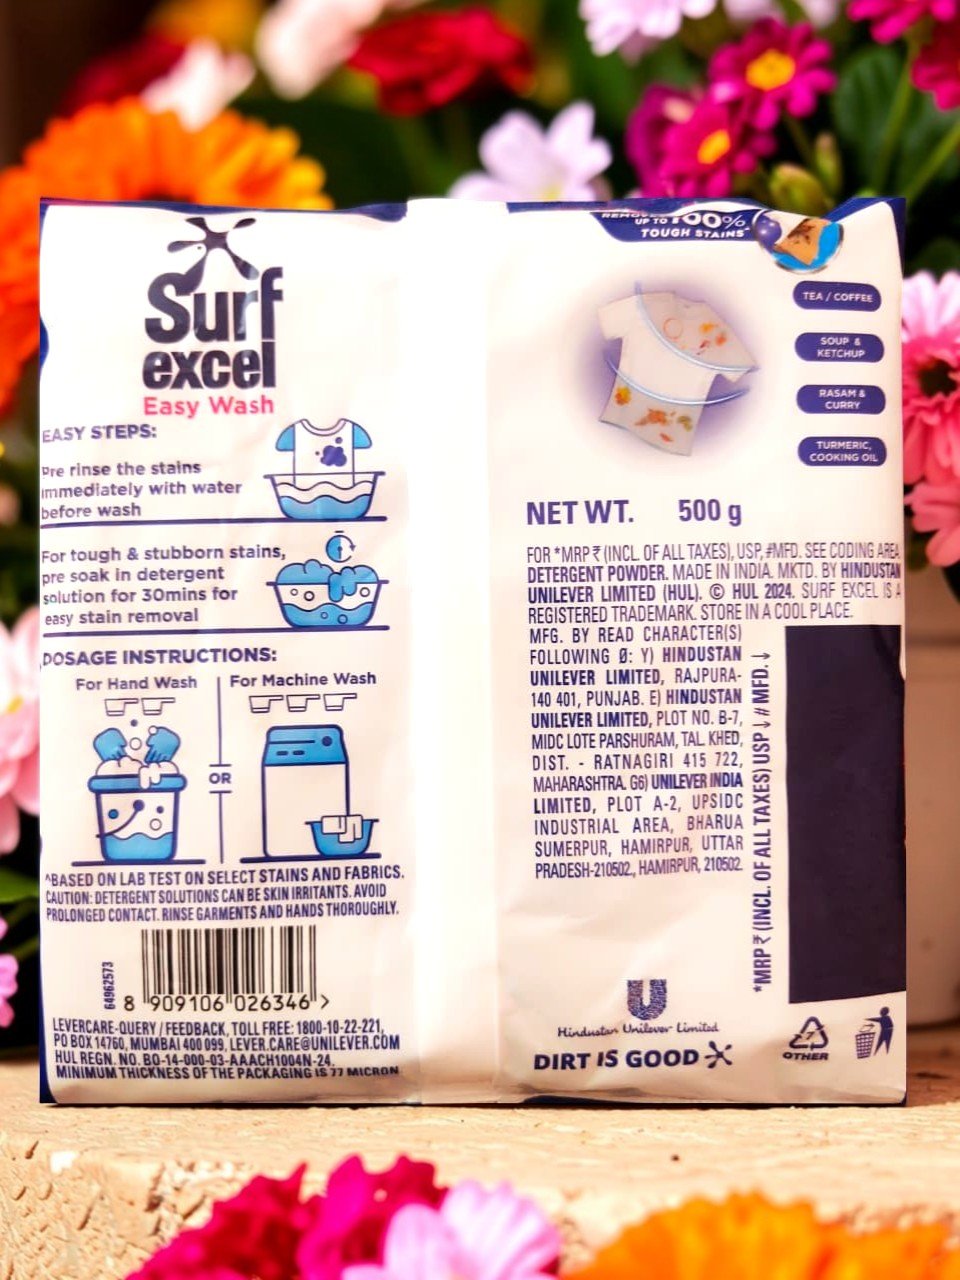 Surf
excel
Easy Wash
EASY STEPS:
Pre rinse the stains
immediately with water
before wash
For tough & stubborn stains,
pre soak in detergent
solution for 30mins for
easy stain removal
DOSAGE INSTRUCTIONS:
For Hand Wash
For Machine Wash
OR
^BASED ON LAB TEST ON SELECT STAINS AND FABRICS.
CAUTION: DETERGENT SOLUTIONS CAN BE SKIN IRRITANTS. AVOID
PROLONGED CONTACT. RINSE GARMENTS AND HANDS THOROUGHLY.
64962573
8 909106 026346 >
LEVERCARE-QUERY / FEEDBACK, TOLL FREE: 1800-10-22-221,
PO BOX 14760, MUMBAI 400 099, LEVER.CARE@UNILEVER.COM
HUL REGN. NO. BO-14-000-03-AAACH1004N-24.
MINIMUM THICKNESS OF THE PACKAGING IS 77 MICRON
REMOVES
UP TO 100%
TOUGH STAINS^
TEA / COFFEE
SOUP &
KETCHUP
RASAM &
CURRY
TURMERIC,
COOKING OIL
NET WT. 500 g
FOR *MRP ₹ (INCL. OF ALL TAXES), USP, #MFD. SEE CODING AREA
DETERGENT POWDER. MADE IN INDIA. MKTD. BY HINDUSTAN
UNILEVER LIMITED (HUL). © HUL 2024. SURF EXCEL IS A
REGISTERED TRADEMARK. STORE IN A COOL PLACE.
MFG. BY READ CHARACTER(S)
FOLLOWING Ø: Y) HINDUSTAN
UNILEVER LIMITED, RAJPURA-
140 401, PUNJAB. E) HINDUSTAN
UNILEVER LIMITED, PLOT NO. B-7,
MIDC LOTE PARSHURAM, TAL. KHED,
DIST. - RATNAGIRI 415 722,
MAHARASHTRA. G6) UNILEVER INDIA
LIMITED, PLOT A-2, UPSIDC
INDUSTRIAL AREA, BHARUA
SUMERPUR, HAMIRPUR, UTTAR
PRADESH-210502., HAMIRPUR, 210502.
*MRP ₹ (INCL. OF ALL TAXES) USP ↓ # MFD. ↓
U
Hindustan Unilever Limited
DIRT IS GOOD
7
OTHER